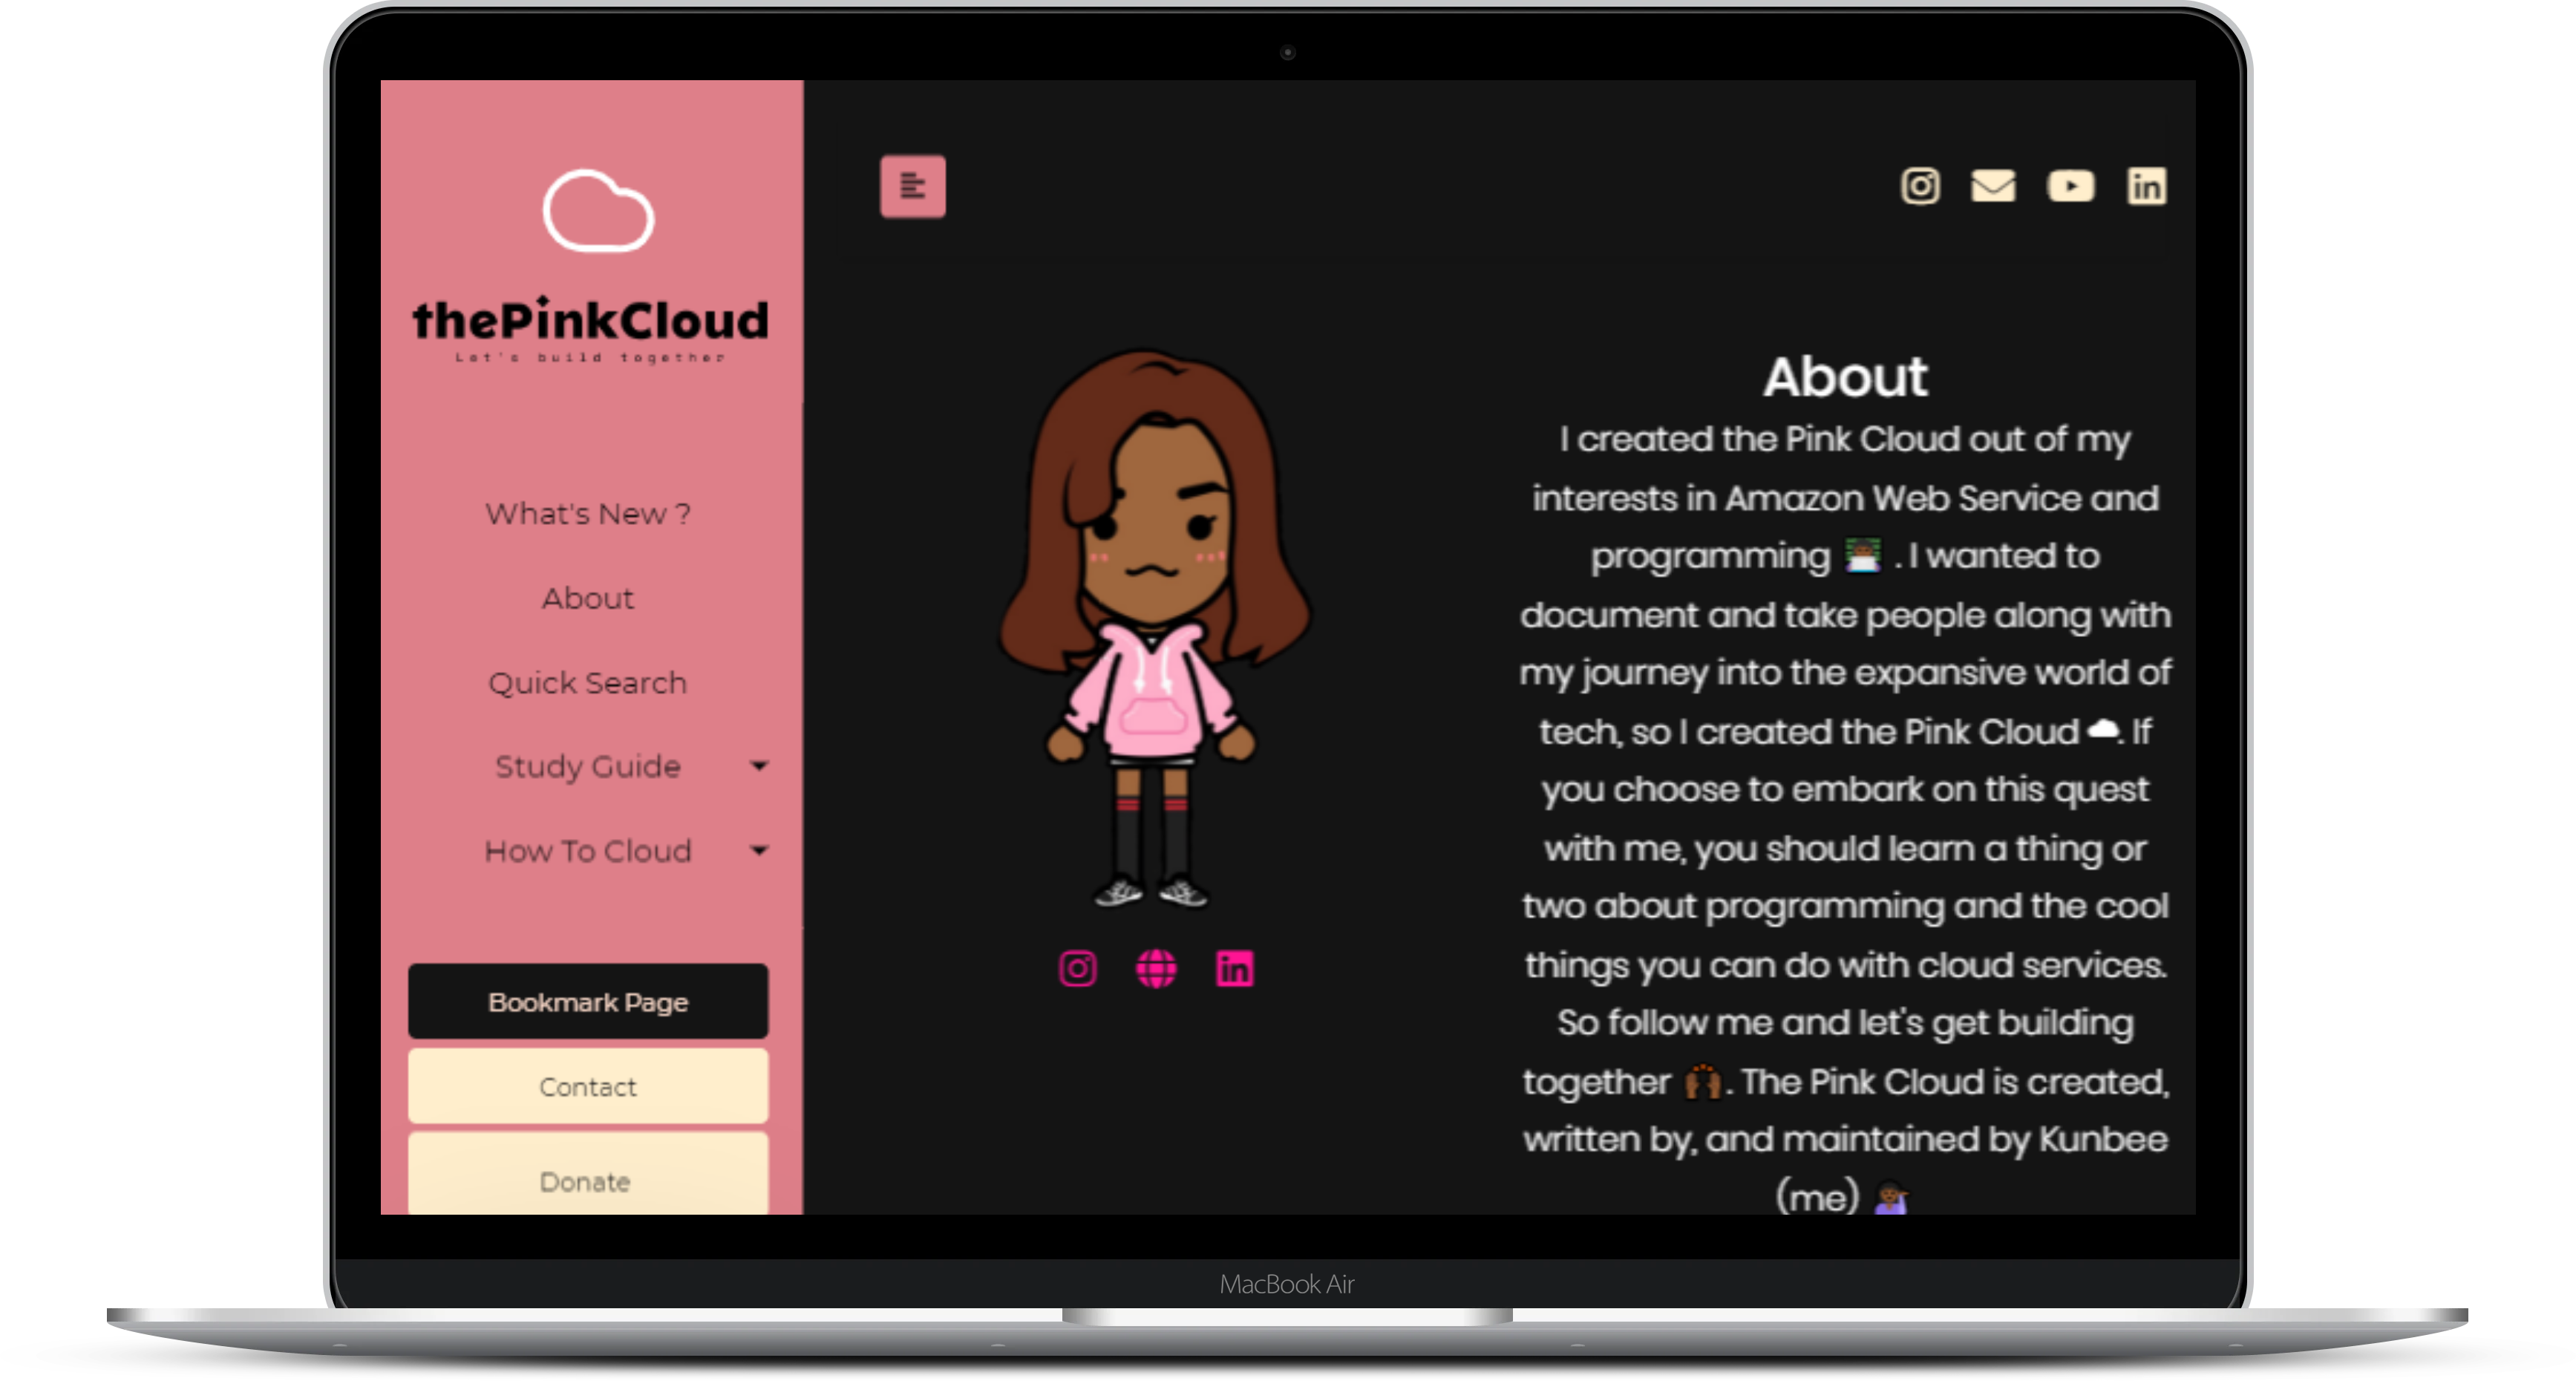 thePinkCloud
Let's build together
What's New ?
About
Quick Search
Study Guide
How To Cloud
Bookmark Page
Contact
Donate
About
I created the Pink Cloud out of my
interests in Amazon Web Service and
programming 👩🏾‍💻 . I wanted to
document and take people along with
my journey into the expansive world of
tech, so I created the Pink Cloud ☁. If
you choose to embark on this quest
with me, you should learn a thing or
two about programming and the cool
things you can do with cloud services.
So follow me and let's get building
together 🙌🏾. The Pink Cloud is created,
written by, and maintained by Kunbee
(me) 💁🏾‍♀️
MacBook Air